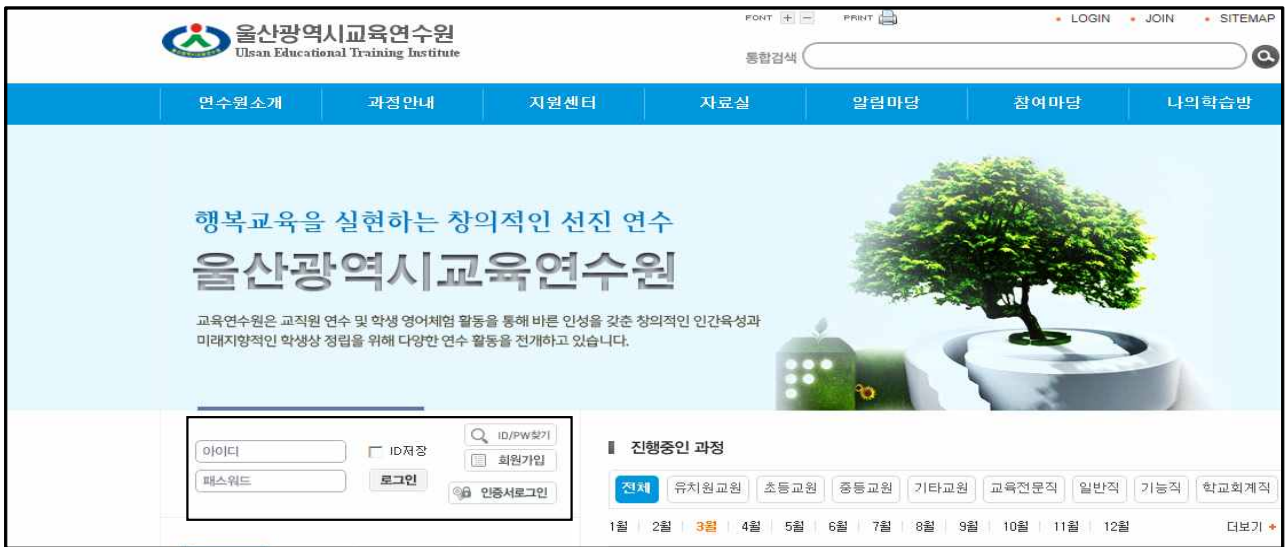 울산광역시교육연수원
Ulsan Educational Training Institute
FONT + − PRINT
LOGIN JOIN SITEMAP
통합검색
연수원소개 과정안내 지원센터 자료실 알림마당 참여마당 나의학습방
행복교육을 실현하는 창의적인 선진 연수
울산광역시교육연수원
교육연수원은 교직원 연수 및 학생 영어체험 활동을 통해 바른 인성을 갖춘 창의적인 인간육성과
미래지향적인 학생상 정립을 위해 다양한 연수 활동을 전개하고 있습니다.
아이디 ID저장 ID/PW찾기
회원가입
패스워드 로그인 인증서로그인
진행중인 과정
전체 유치원교원 초등교원 중등교원 기타교원 교육전문직 일반직 기능직 학교회계직
1월 2월 3월 4월 5월 6월 7월 8월 9월 10월 11월 12월 더보기 +